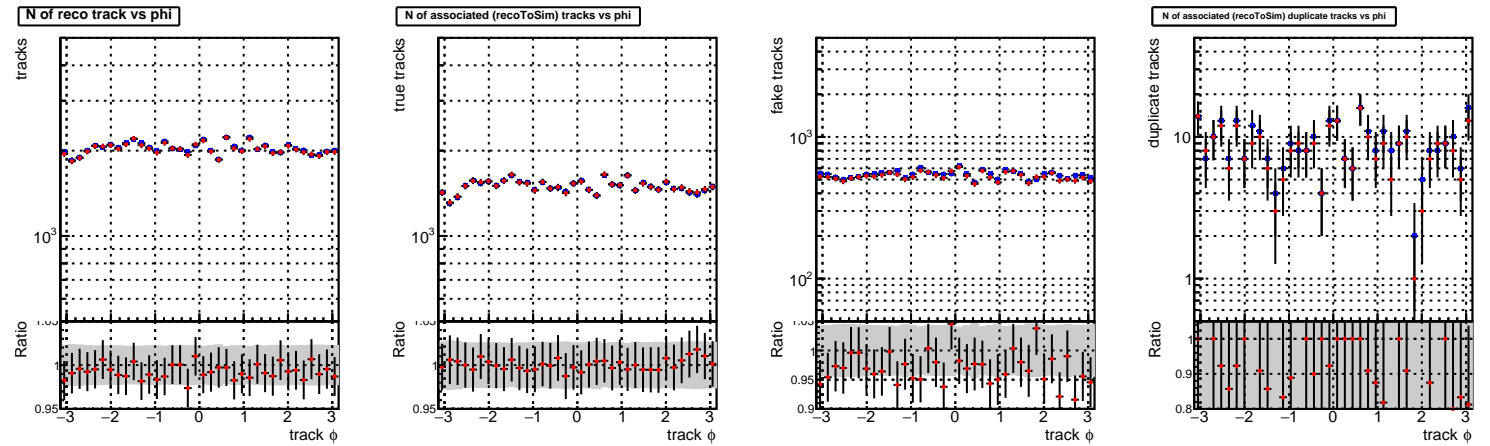 N of reco track vs phi
tracks
10³
Ratio
1.05
1
0.95
−3 −2 −1 0 1 2 3
track ϕ
N of associated (recoToSim) tracks vs phi
true tracks
10³
Ratio
1.05
1
0.95
−3 −2 −1 0 1 2 3
track ϕ
fake tracks
10³
10²
Ratio
1.05
1
0.95
0.9
−3 −2 −1 0 1 2 3
track ϕ
N of associated (recoToSim) duplicate tracks vs phi
duplicate tracks
10
1
Ratio
1
0.9
0.8
−3 −2 −1 0 1 2 3
track ϕ